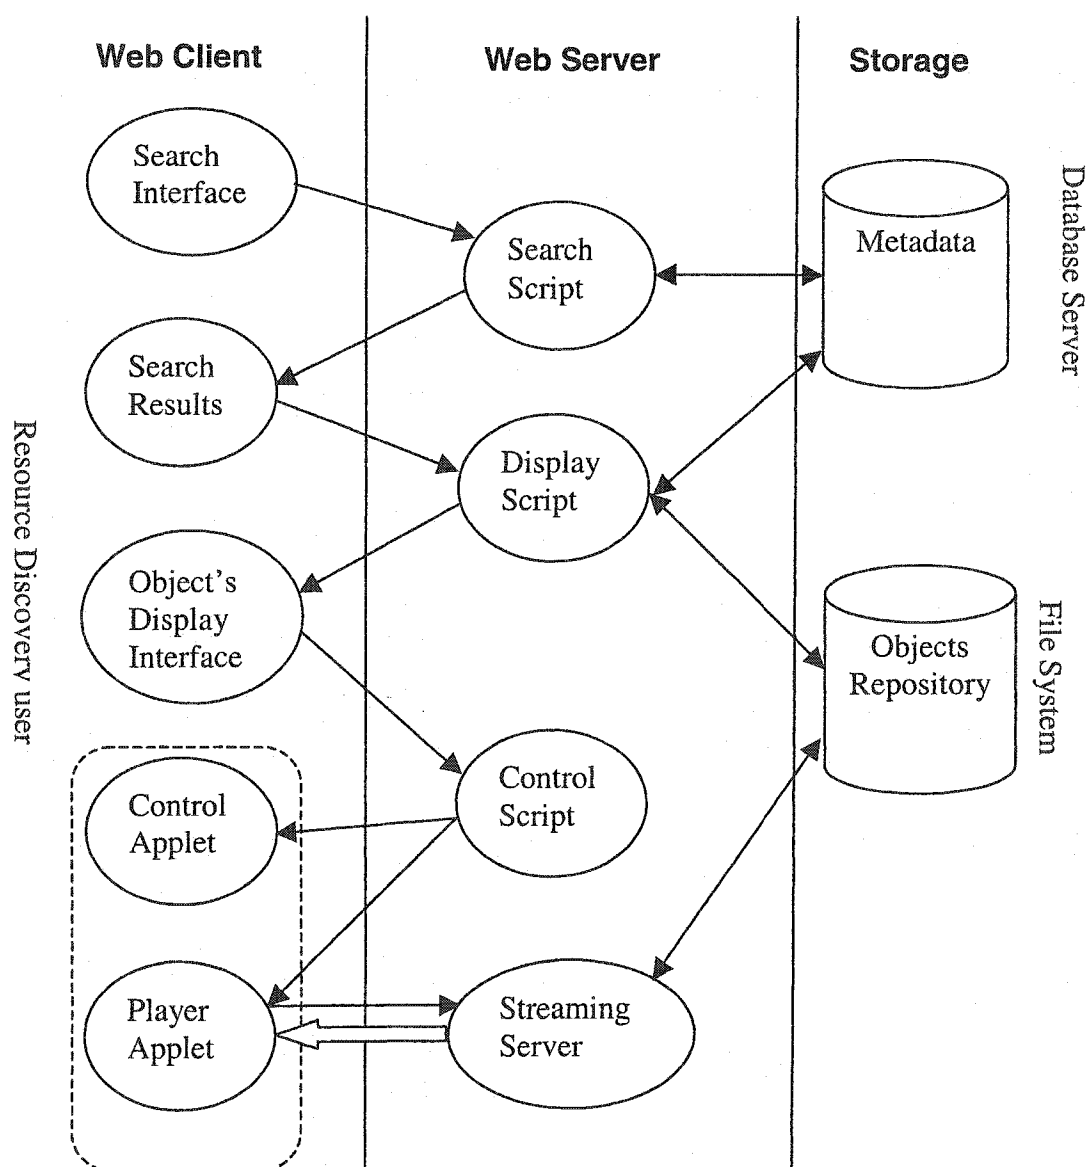 Web Client
Web Server
Storage
Search
Interface
Search
Script
Metadata
Database Server
Search
Results
Display
Script
Resource Discovery user
Object's
Display
Interface
Objects
Repository
File System
Control
Applet
Control
Script
Player
Applet
Streaming
Server